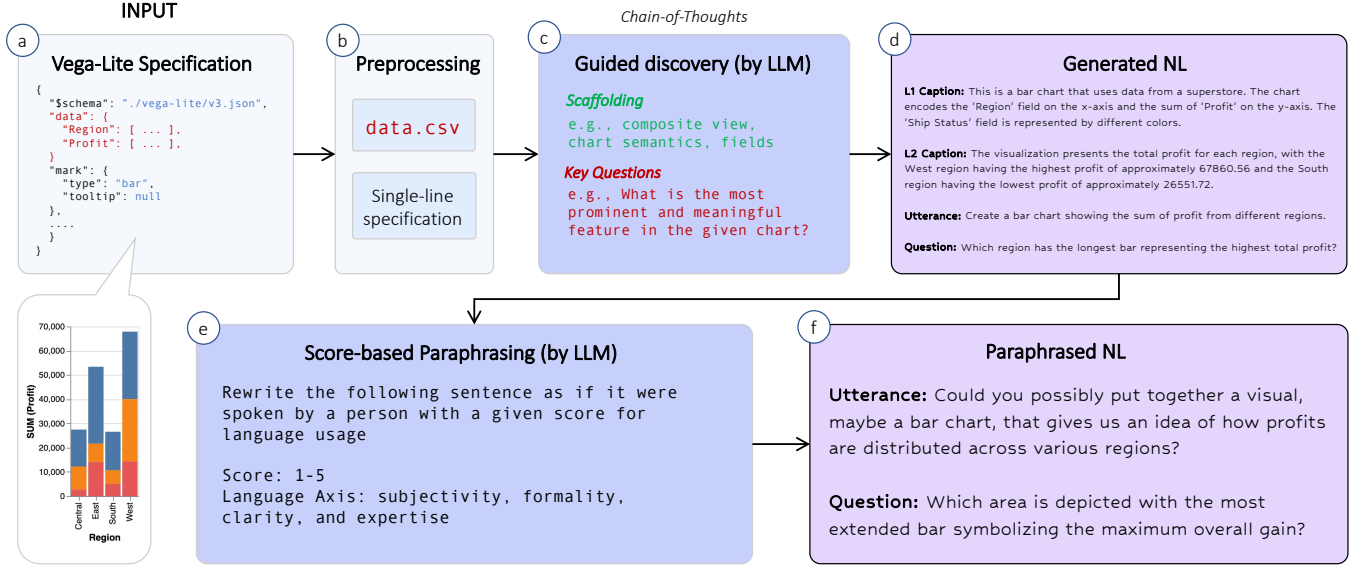 INPUT
a
Vega-Lite Specification
{
"$schema": "./vega-lite/v3.json",
"data": {
"Region": [ ... ],
"Profit": [ ... ],
}
"mark": {
"type": "bar",
"tooltip": null
},
....
}
}
b
Preprocessing
data.csv
Single-line
specification
Chain-of-Thoughts
c
Guided discovery (by LLM)
Scaffolding
e.g., composite view,
chart semantics, fields
Key Questions
e.g., What is the most
prominent and meaningful
feature in the given chart?
d
Generated NL
L1 Caption: This is a bar chart that uses data from a superstore. The chart
encodes the 'Region' field on the x-axis and the sum of 'Profit' on the y-axis. The
'Ship Status' field is represented by different colors.
L2 Caption: The visualization presents the total profit for each region, with the
West region having the highest profit of approximately 67860.56 and the South
region having the lowest profit of approximately 26551.72.
Utterance: Create a bar chart showing the sum of profit from different regions.
Question: Which region has the longest bar representing the highest total profit?
SUM (Profit)
70,000
60,000
50,000
40,000
30,000
20,000
10,000
0
Central
East
South
West
Region
e
Score-based Paraphrasing (by LLM)
Rewrite the following sentence as if it were
spoken by a person with a given score for
language usage
Score: 1-5
Language Axis: subjectivity, formality,
clarity, and expertise
f
Paraphrased NL
Utterance: Could you possibly put together a visual,
maybe a bar chart, that gives us an idea of how profits
are distributed across various regions?
Question: Which area is depicted with the most
extended bar symbolizing the maximum overall gain?